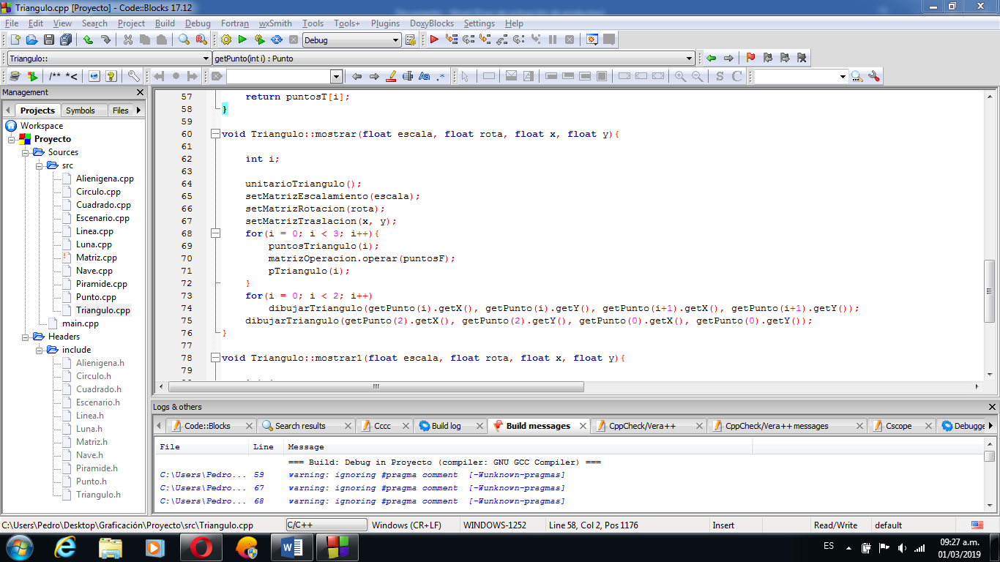 Triangulo.cpp [Proyecto] - Code::Blocks 17.12
File Edit View Search Project Build Debug Fortran wxSmith Tools Tools+ Plugins DoxyBlocks Settings Help
Debug
Triangulo:: getPunto(int i) : Punto
/** *<
Aa .*
S C
Management
Projects Symbols Files
Workspace
Proyecto
Sources
src
Alienigena.cpp
Circulo.cpp
Cuadrado.cpp
Escenario.cpp
Linea.cpp
Luna.cpp
Matriz.cpp
Nave.cpp
Piramide.cpp
Punto.cpp
Triangulo.cpp
main.cpp
Headers
include
Alienigena.h
Circulo.h
Cuadrado.h
Escenario.h
Linea.h
Luna.h
Matriz.h
Nave.h
Piramide.h
Punto.h
Triangulo.h
57 return puntosT[i];
58 }
59
60 void Triangulo::mostrar(float escala, float rota, float x, float y){
61
62 int i;
63
64 unitarioTriangulo();
65 setMatrizEscalamiento(escala);
66 setMatrizRotacion(rota);
67 setMatrizTraslacion(x, y);
68 for(i = 0; i < 3; i++){
69 puntosTriangulo(i);
70 matrizOperacion.operar(puntosF);
71 pTriangulo(i);
72 }
73 for(i = 0; i < 2; i++)
74 dibujarTriangulo(getPunto(i).getX(), getPunto(i).getY(), getPunto(i+1).getX(), getPunto(i+1).getY());
75 dibujarTriangulo(getPunto(2).getX(), getPunto(2).getY(), getPunto(0).getX(), getPunto(0).getY());
76 }
77
78 void Triangulo::mostrar1(float escala, float rota, float x, float y){
79
Logs & others
Code::Blocks Search results Cccc Build log Build messages CppCheck/Vera++ CppCheck/Vera++ messages Cscope Debugge
File Line Message
=== Build: Debug in Proyecto (compiler: GNU GCC Compiler) ===
C:\Users\Pedro... 59 warning: ignoring #pragma comment [-Wunknown-pragmas]
C:\Users\Pedro... 67 warning: ignoring #pragma comment [-Wunknown-pragmas]
C:\Users\Pedro... 68 warning: ignoring #pragma comment [-Wunknown-pragmas]
C:\Users\Pedro\Desktop\Graficación\Proyecto\src\Triangulo.cpp C/C++ Windows (CR+LF) WINDOWS-1252 Line 58, Col 2, Pos 1176 Insert Read/Write default
ES
09:27 a.m.
01/03/2019